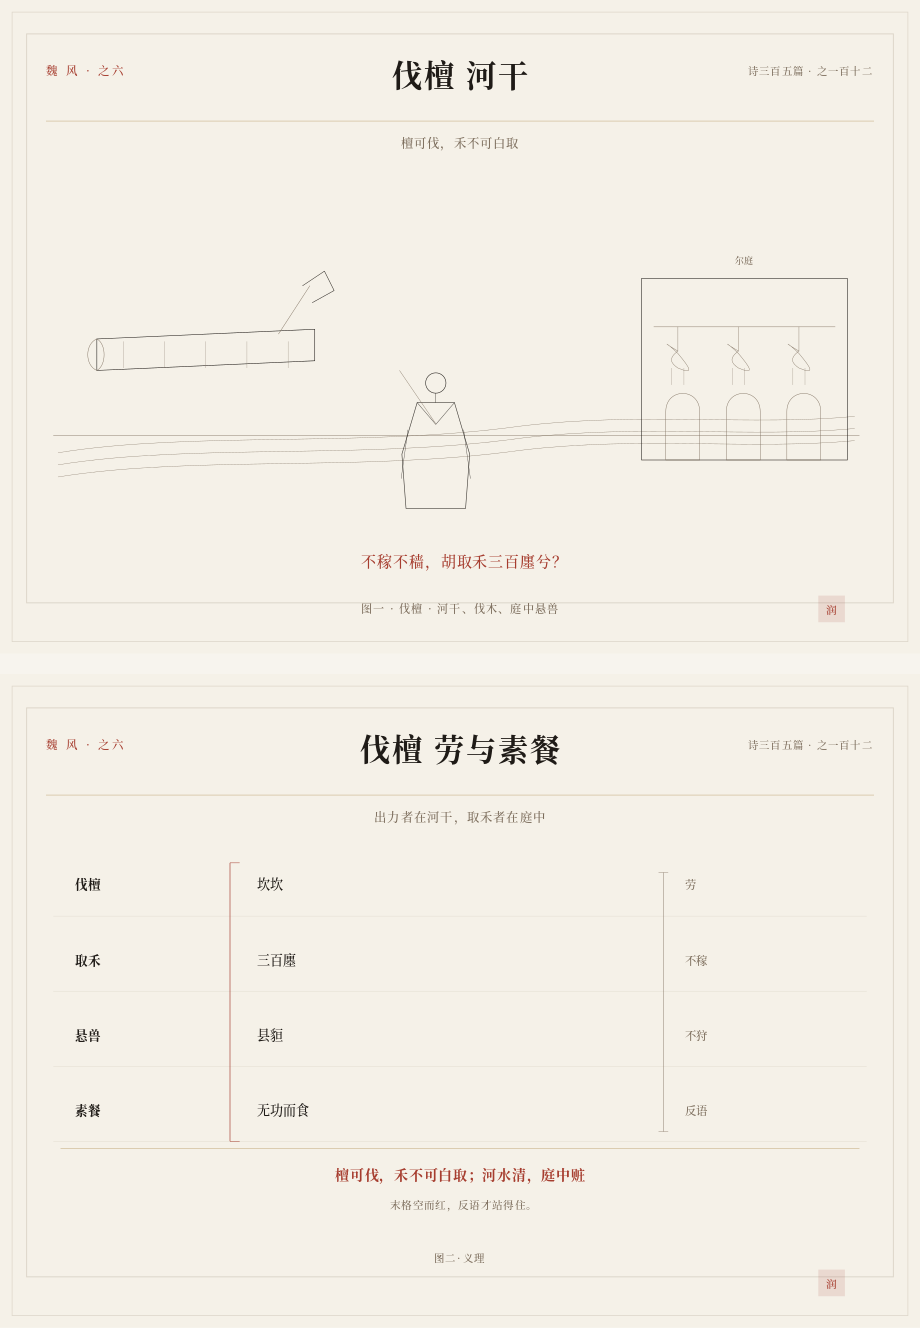 魏 风 · 之六
伐檀 河干
诗三百五篇 · 之一百十二
檀可伐，禾不可白取
尔庭
不稼不穑，胡取禾三百廛兮？
图一 · 伐檀 · 河干、伐木、庭中悬兽
润
魏 风 · 之六
伐檀 劳与素餐
诗三百五篇 · 之一百十二
出力者在河干，取禾者在庭中
伐檀 坎坎 劳
取禾 三百廛 不稼
悬兽 县貆 不狩
素餐 无功而食 反语
檀可伐，禾不可白取；河水清，庭中赃
末格空而红，反语才站得住。
图二 · 义理
润